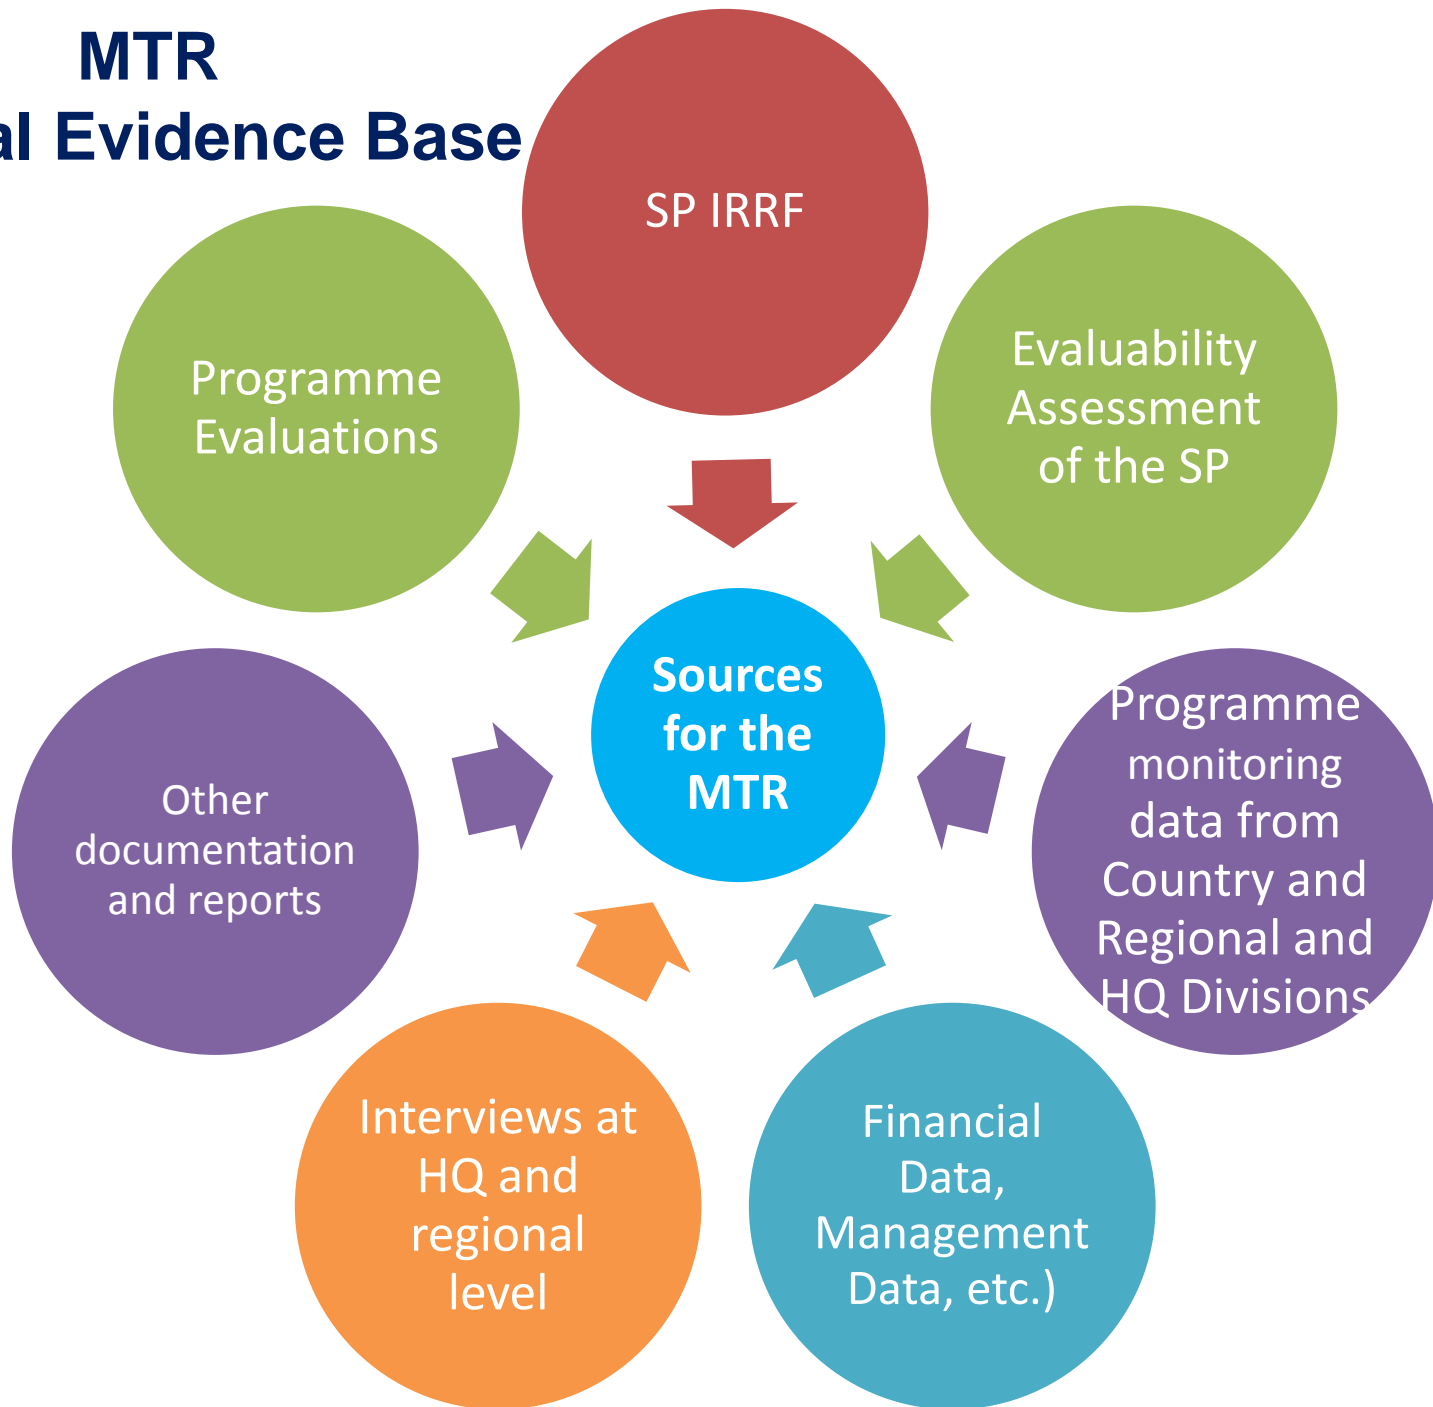 MTR
al Evidence Base
SP IRRF
Programme
Evaluations
Evaluability
Assessment
of the SP
Sources
for the
MTR
Other
documentation
and reports
Programme
monitoring
data from
Country and
Regional and
HQ Divisions
Interviews at
HQ and
regional
level
Financial
Data,
Management
Data, etc.)